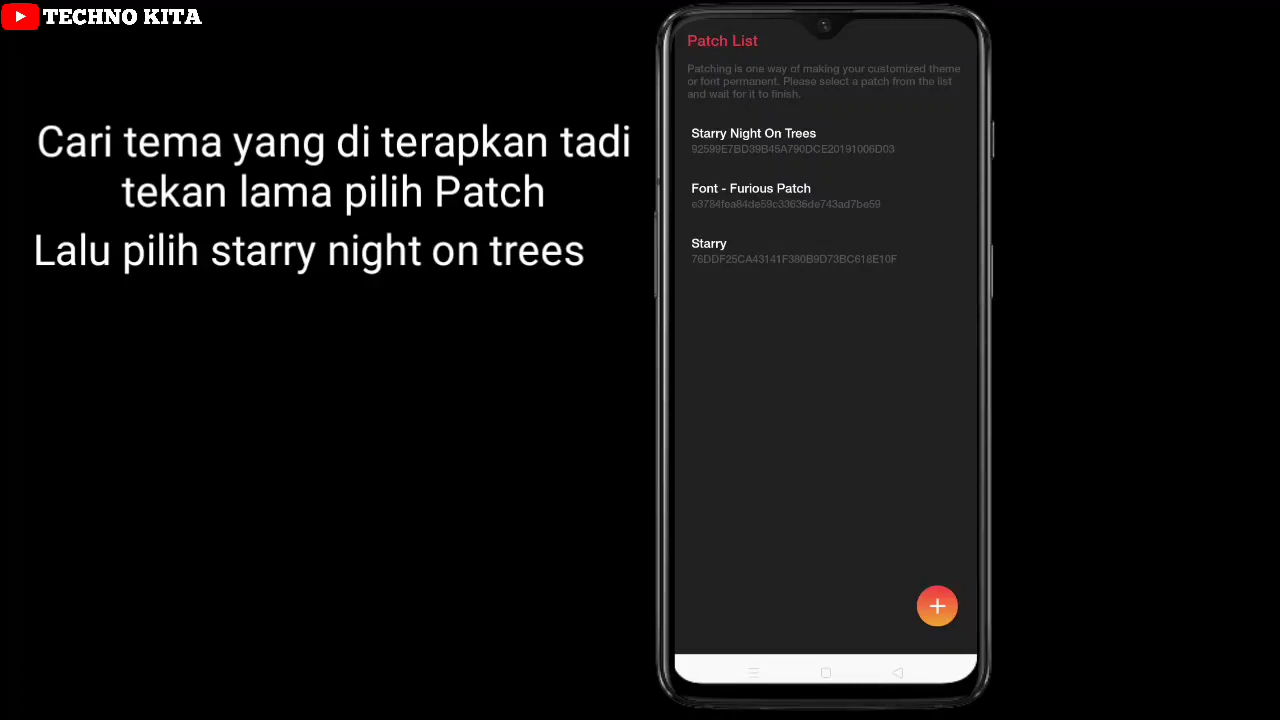 TECHNO KITA
Cari tema yang di terapkan tadi
tekan lama pilih Patch
Lalu pilih starry night on trees
Patch List
Patching is one way of making your customized theme
or font permanent. Please select a patch from the list
and wait for it to finish.
Starry Night On Trees
92599E7BD39B45A790DCE20191006D03
Font - Furious Patch
e3784fea84de59c33636de743ad7be59
Starry
76DDF25CA43141F380B9D73BC618E10F